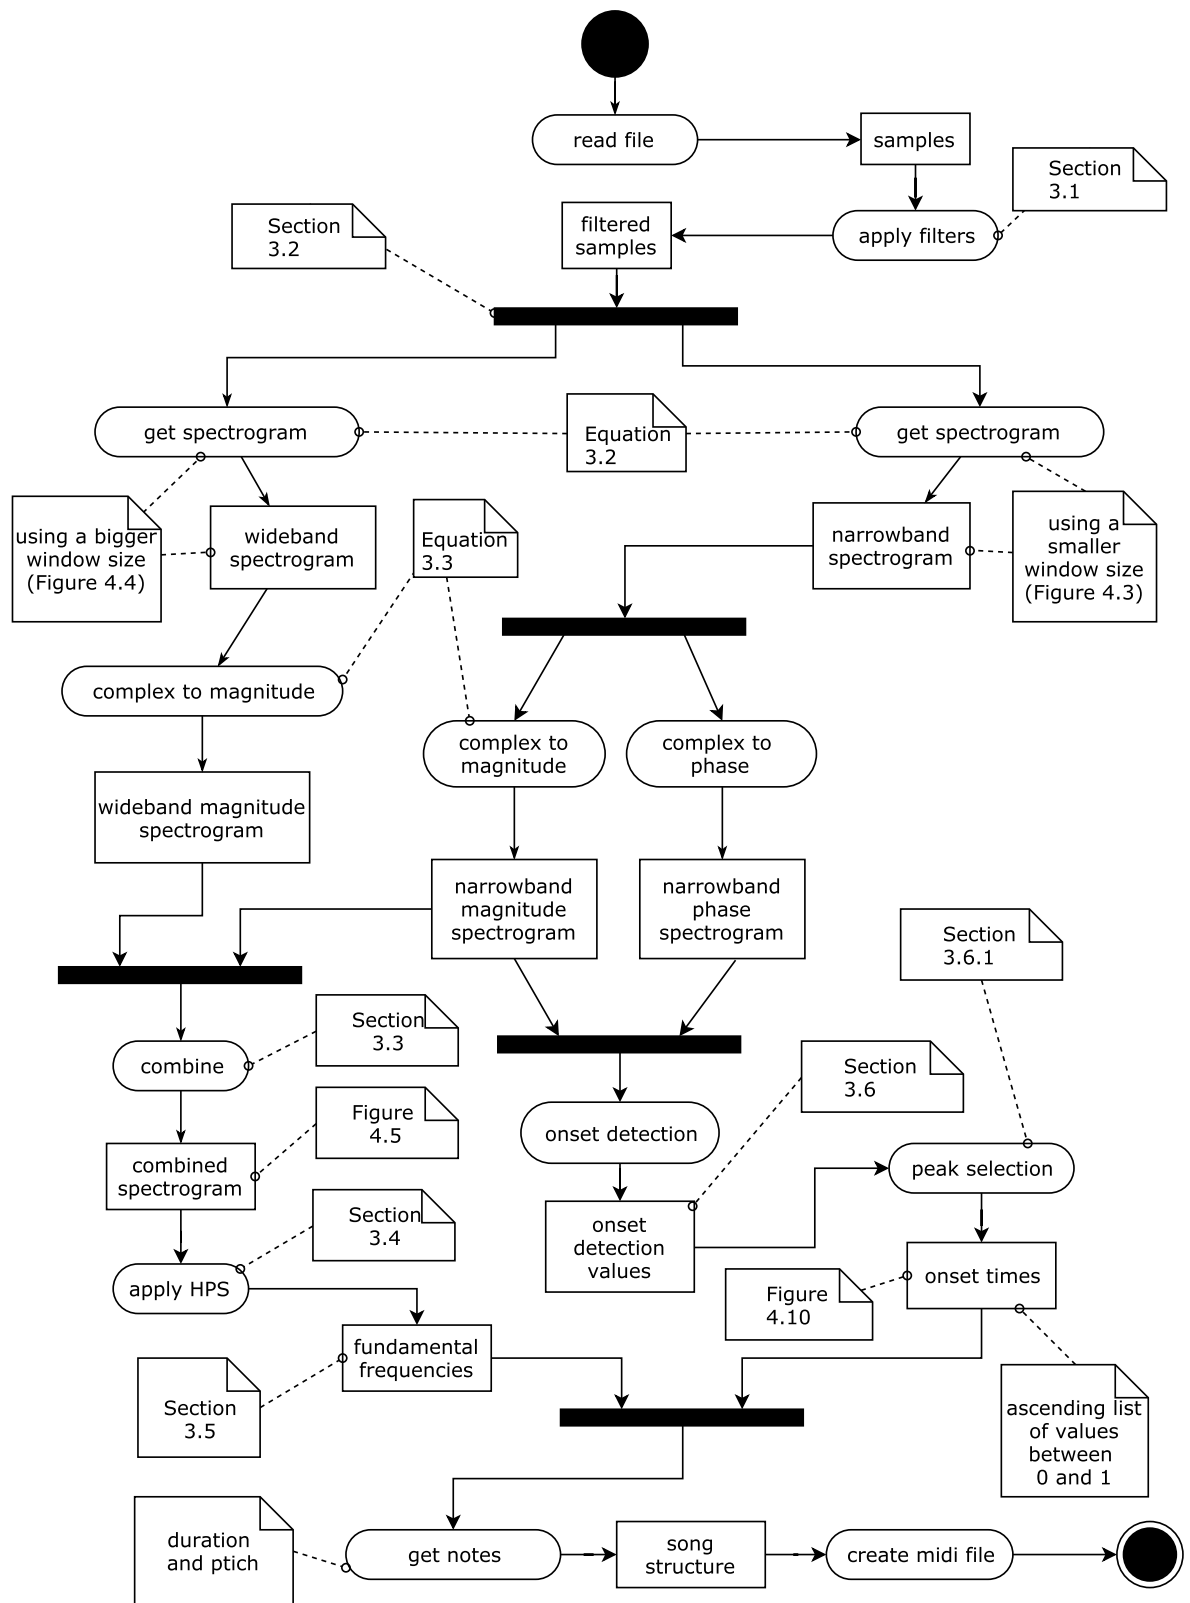 read file
samples
Section
3.1
Section
3.2
filtered
samples
apply filters
get spectrogram
Equation
3.2
get spectrogram
using a bigger
window size
(Figure 4.4)
wideband
spectrogram
Equation
3.3
narrowband
spectrogram
using a
smaller
window size
(Figure 4.3)
complex to magnitude
complex to
magnitude
complex to
phase
wideband magnitude
spectrogram
narrowband
magnitude
spectrogram
narrowband
phase
spectrogram
Section
3.6.1
Section
3.3
combine
Section
3.6
Figure
4.5
onset detection
combined
spectrogram
peak selection
Section
3.4
onset
detection
values
apply HPS
Figure
4.10
onset times
fundamental
frequencies
Section
3.5
ascending list
of values
between
0 and 1
duration
and ptich
get notes
song
structure
create midi file